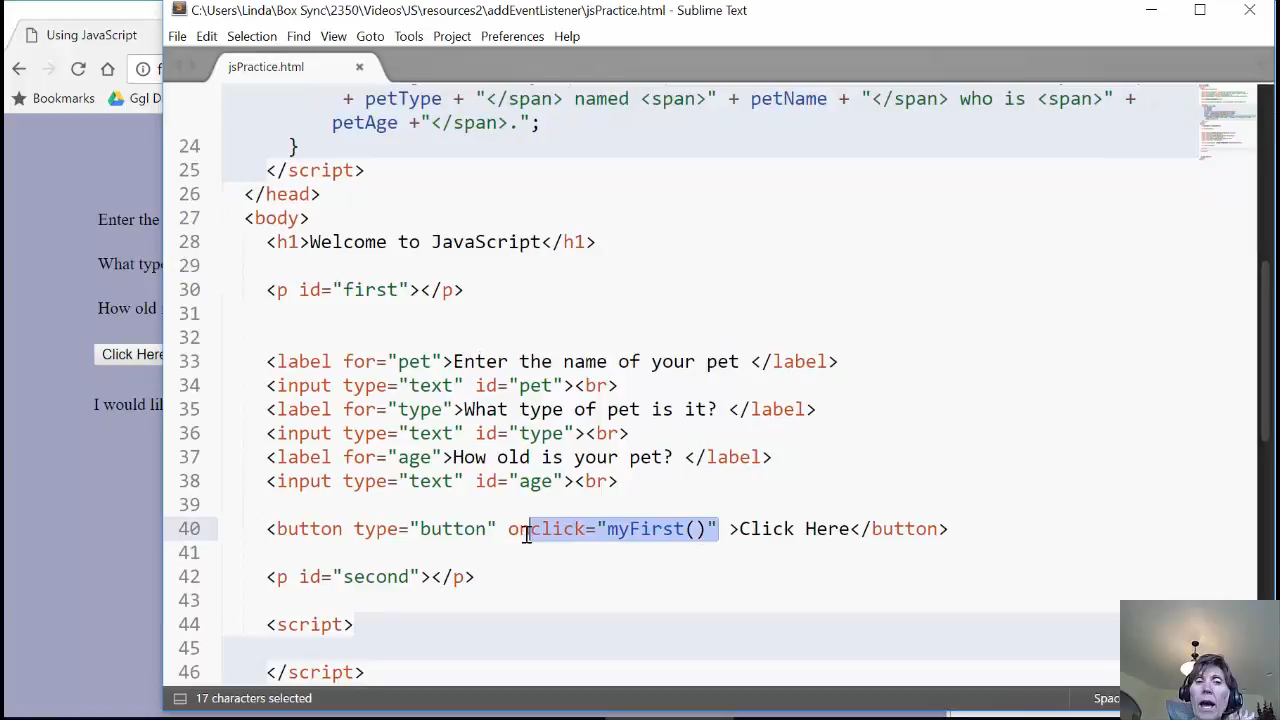 C:\Users\Linda\Box Sync\2350\Videos\JS\resources2\addEventListener\jsPractice.html - Sublime Text
Using JavaScript
File Edit Selection Find View Goto Tools Project Preferences Help
jsPractice.html
Bookmarks Ggl D
+ petType + "</span> named <span>" + petName + "</span> who is <span>" +
petAge +"</span>.";
24 }
25 </script>
26 </head>
27 <body>
28 <h1>Welcome to JavaScript</h1>
29
30 <p id="first"></p>
31
32
33 <label for="pet">Enter the name of your pet </label>
34 <input type="text" id="pet"><br>
35 <label for="type">What type of pet is it? </label>
36 <input type="text" id="type"><br>
37 <label for="age">How old is your pet? </label>
38 <input type="text" id="age"><br>
39
40 <button type="button" onclick="myFirst()" >Click Here</button>
41
42 <p id="second"></p>
43
44 <script>
45
46 </script>
Enter the
What type
How old
Click Here
I would lik
17 characters selected
Spac